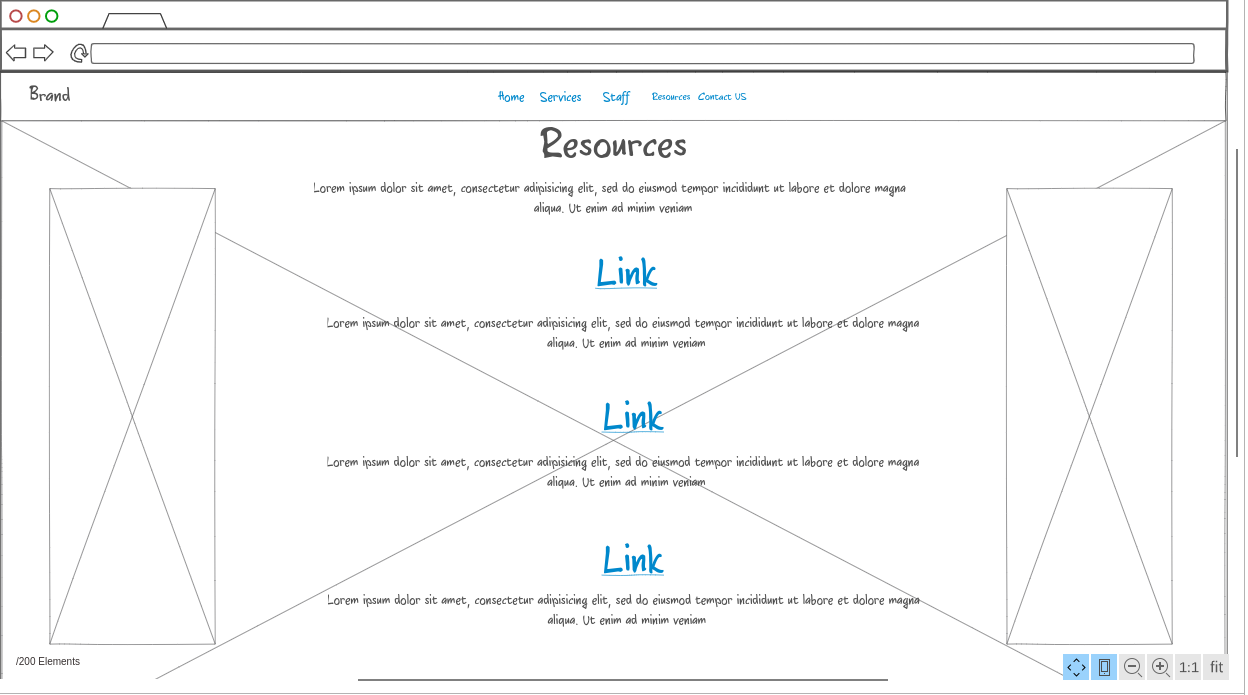 Brand
Home Services Staff Resources Contact US
Resources
Lorem ipsum dolor sit amet, consectetur adipisicing elit, sed do eiusmod tempor incididunt ut labore et dolore magna
aliqua. Ut enim ad minim veniam
Link
Lorem ipsum dolor sit amet, consectetur adipisicing elit, sed do eiusmod tempor incididunt ut labore et dolore magna
aliqua. Ut enim ad minim veniam
Link
Lorem ipsum dolor sit amet, consectetur adipisicing elit, sed do eiusmod tempor incididunt ut labore et dolore magna
aliqua. Ut enim ad minim veniam
Link
Lorem ipsum dolor sit amet, consectetur adipisicing elit, sed do eiusmod tempor incididunt ut labore et dolore magna
aliqua. Ut enim ad minim veniam
/200 Elements
1:1 fit